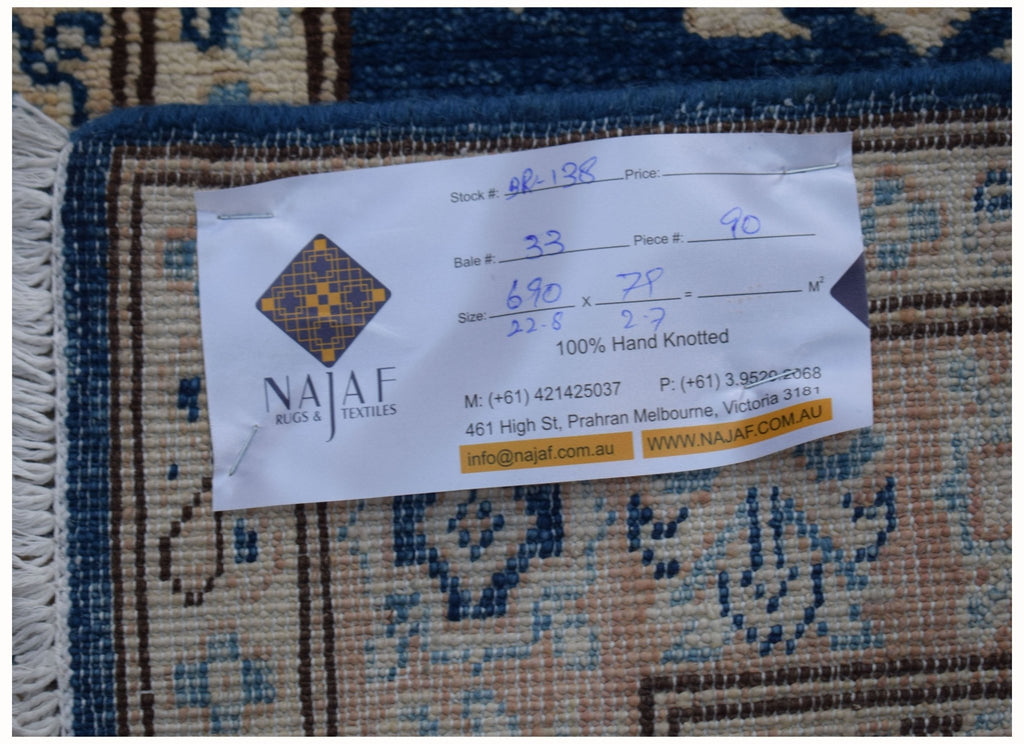 Stock #: AR-138 Price:
Bale #: 33 Piece #: 90
Size: 690 x 79 = M²
22-8 2-7
100% Hand Knotted
NAJAF
RUGS & TEXTILES
M: (+61) 421425037 P: (+61) 3.9529.2068
461 High St, Prahran Melbourne, Victoria 3181
info@najaf.com.au WWW.NAJAF.COM.AU